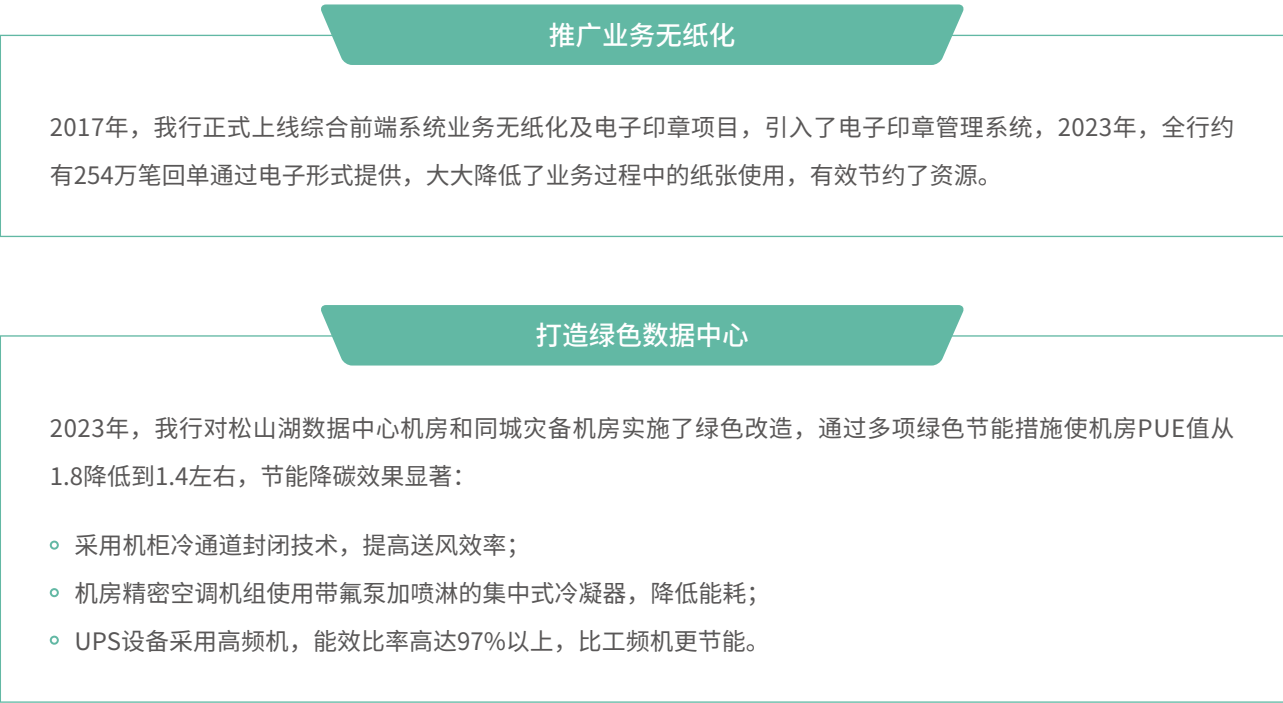 推广业务无纸化
2017年，我行正式上线综合前端系统业务无纸化及电子印章项目，引入了电子印章管理系统，2023年，全行约
有254万笔回单通过电子形式提供，大大降低了业务过程中的纸张使用，有效节约了资源。
打造绿色数据中心
2023年，我行对松山湖数据中心机房和同城灾备机房实施了绿色改造，通过多项绿色节能措施使机房PUE值从
1.8降低到1.4左右，节能降碳效果显著：
采用机柜冷通道封闭技术，提高送风效率；
机房精密空调机组使用带氟泵加喷淋的集中式冷凝器，降低能耗；
UPS设备采用高频机，能效比率高达97%以上，比工频机更节能。